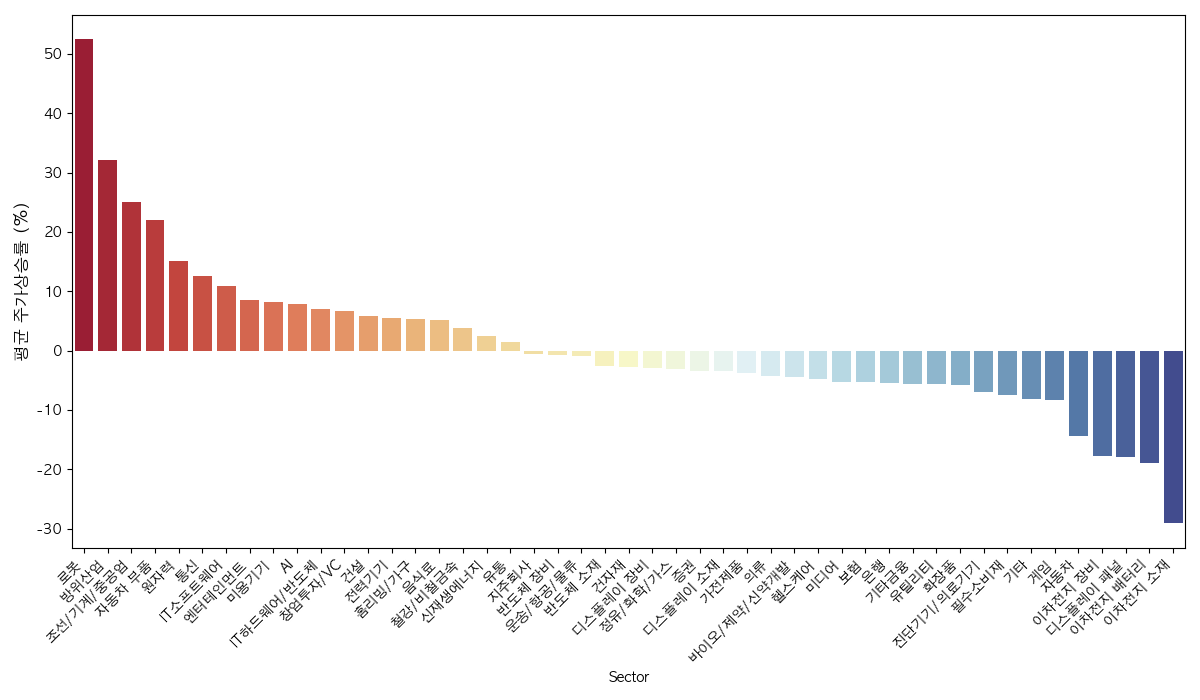 평균 주가상승률 (%)
50
40
30
20
10
0
-10
-20
-30
로봇
방위산업
조선/기계/중공업
자동차 부품
원자력
통신
IT소프트웨어
엔터테인먼트
미용기기
AI
IT하드웨어/반도체
창업투자/VC
건설
전력기기
홈리빙/가구
음식료
철강/비철금속
신재생에너지
유통
지주회사
반도체 장비
운송/항공/물류
반도체 소재
건자재
디스플레이 장비
정유/화학/가스
증권
디스플레이 소재
가전제품
의류
바이오/제약/신약개발
헬스케어
미디어
보험
은행
기타금융
유틸리티
화장품
진단기기/의료기기
필수소비재
기타
게임
자동차
이차전지 장비
디스플레이 패널
이차전지 배터리
이차전지 소재
Sector